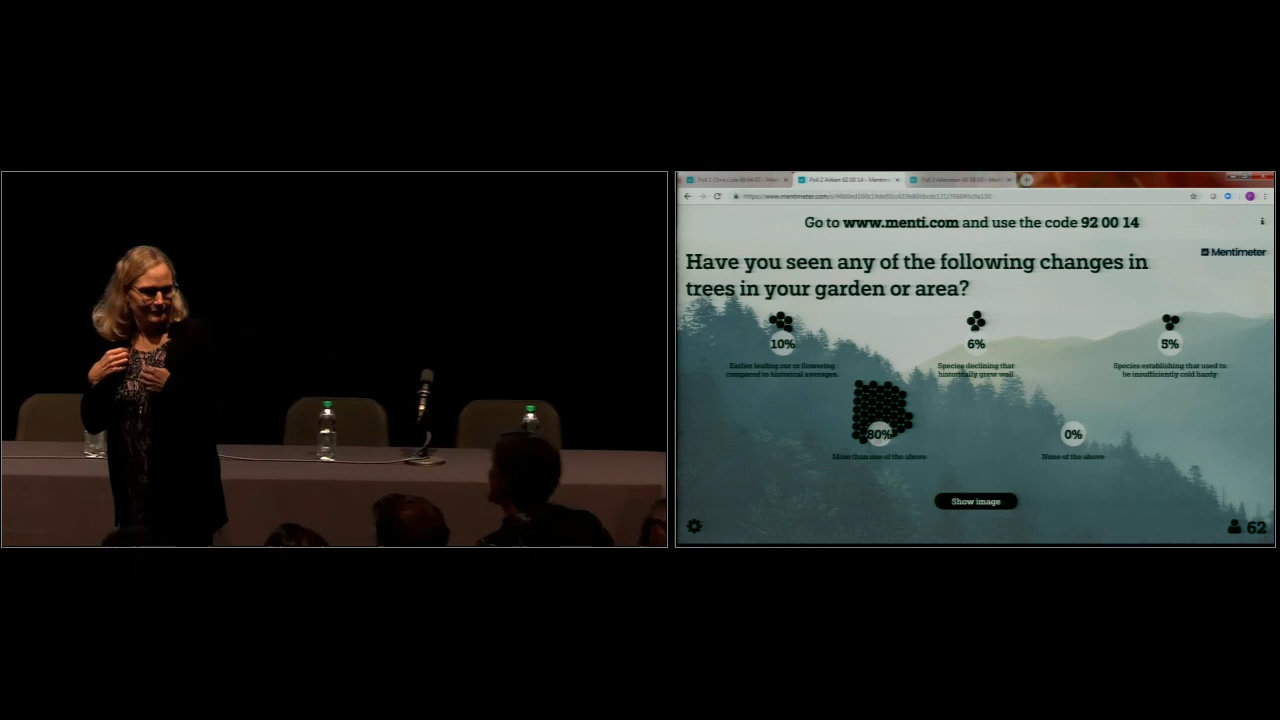 Go to www.menti.com and use the code 92 00 14
Mentimeter
Have you seen any of the following changes in
trees in your garden or area?
10%
6%
5%
Earlier leafing out or flowering
compared to historical averages.
Species declining that
historically grew well
Species establishing that used to
be insufficiently cold hardy
80%
0%
More than one of the above
None of the above
Show image
62